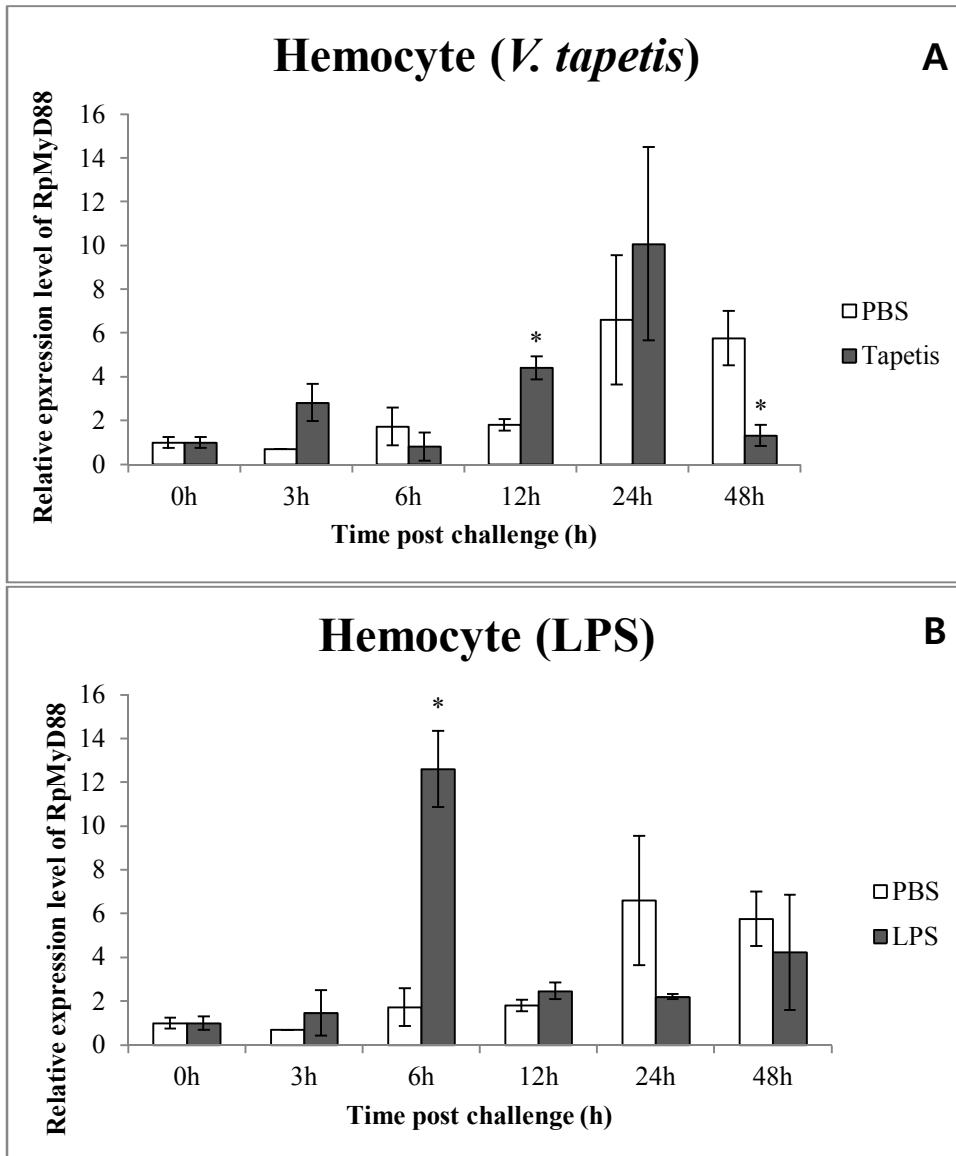 Hemocyte (V. tapetis)
A
Relative epxression level of RpMyD88
16
14
12
10
8
6
4
2
0
*
*
0h 3h 6h 12h 24h 48h
Time post challenge (h)
PBS
Tapetis
Hemocyte (LPS)
B
Relative expression level of RpMyD88
16
14
12
10
8
6
4
2
0
*
0h 3h 6h 12h 24h 48h
Time post challenge (h)
PBS
LPS